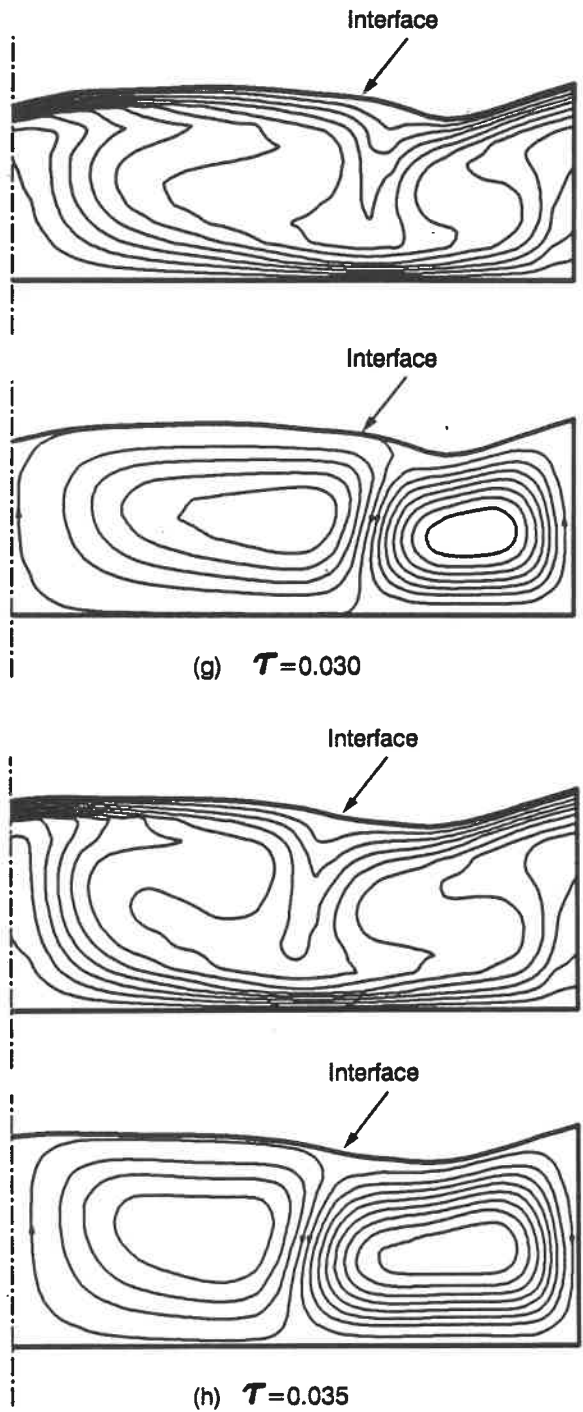 Interface
Interface
(g) τ=0.030
Interface
Interface
(h) τ=0.035